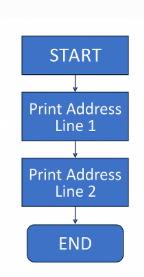 START
Print Address
Line 1
Print Address
Line 2
END